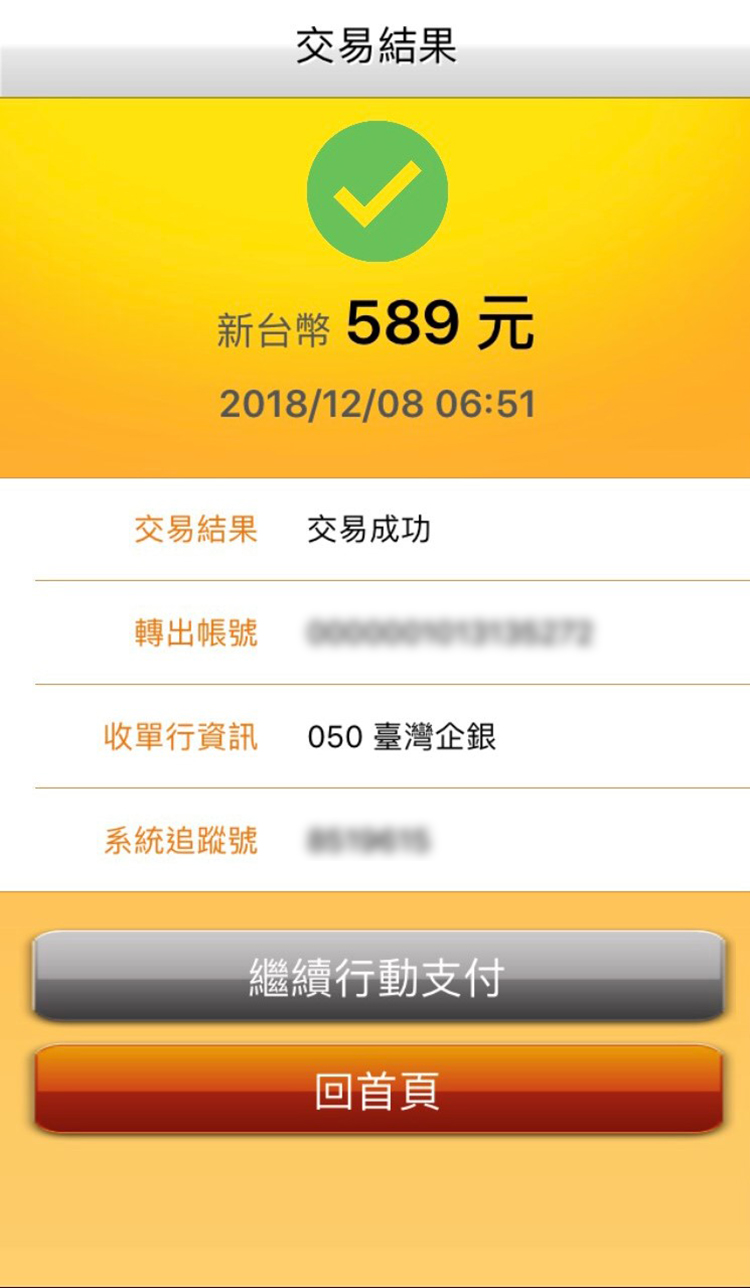 交易結果
新台幣 589 元
2018/12/08 06:51
交易結果 交易成功
轉出帳號
收單行資訊 050 臺灣企銀
系統追蹤號
繼續行動支付
回首頁